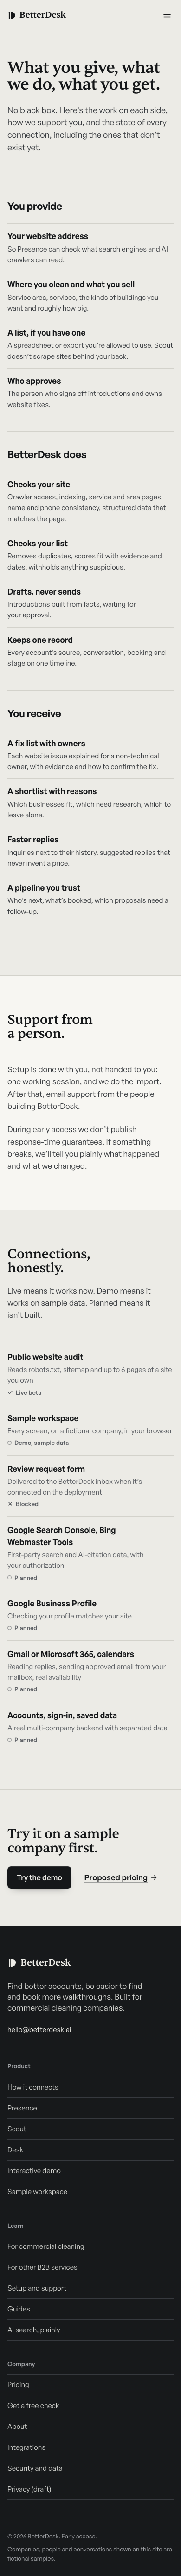 BetterDesk
What you give, what
we do, what you get.
No black box. Here's the work on each side,
how we support you, and the state of every
connection, including the ones that don't
exist yet.
You provide
Your website address
So Presence can check what search engines and AI
crawlers can read.
Where you clean and what you sell
Service area, services, the kinds of buildings you
want and roughly how big.
A list, if you have one
A spreadsheet or export you're allowed to use. Scout
doesn't scrape sites behind your back.
Who approves
The person who signs off introductions and owns
website fixes.
BetterDesk does
Checks your site
Crawler access, indexing, service and area pages,
name and phone consistency, structured data that
matches the page.
Checks your list
Removes duplicates, scores fit with evidence and
dates, withholds anything suspicious.
Drafts, never sends
Introductions built from facts, waiting for
your approval.
Keeps one record
Every account's source, conversation, booking and
stage on one timeline.
You receive
A fix list with owners
Each website issue explained for a non-technical
owner, with evidence and how to confirm the fix.
A shortlist with reasons
Which businesses fit, which need research, which to
leave alone.
Faster replies
Inquiries next to their history, suggested replies that
never invent a price.
A pipeline you trust
Who's next, what's booked, which proposals need a
follow-up.
Support from
a person.
Setup is done with you, not handed to you:
one working session, and we do the import.
After that, email support from the people
building BetterDesk.
During early access we don't publish
response-time guarantees. If something
breaks, we'll tell you plainly what happened
and what we changed.
Connections,
honestly.
Live means it works now. Demo means it
works on sample data. Planned means it
isn't built.
Public website audit
Reads robots.txt, sitemap and up to 6 pages of a site
you own
Live beta
Sample workspace
Every screen, on a fictional company, in your browser
Demo, sample data
Review request form
Delivered to the BetterDesk inbox when it's
connected on the deployment
Blocked
Google Search Console, Bing
Webmaster Tools
First-party search and AI-citation data, with
your authorization
Planned
Google Business Profile
Checking your profile matches your site
Planned
Gmail or Microsoft 365, calendars
Reading replies, sending approved email from your
mailbox, real availability
Planned
Accounts, sign-in, saved data
A real multi-company backend with separated data
Planned
Try it on a sample
company first.
Try the demo
Proposed pricing →
BetterDesk
Find better accounts, be easier to find
and book more walkthroughs. Built for
commercial cleaning companies.
hello@betterdesk.ai
Product
How it connects
Presence
Scout
Desk
Interactive demo
Sample workspace
Learn
For commercial cleaning
For other B2B services
Setup and support
Guides
AI search, plainly
Company
Pricing
Get a free check
About
Integrations
Security and data
Privacy (draft)
© 2026 BetterDesk. Early access.
Companies, people and conversations shown on this site are
fictional samples.